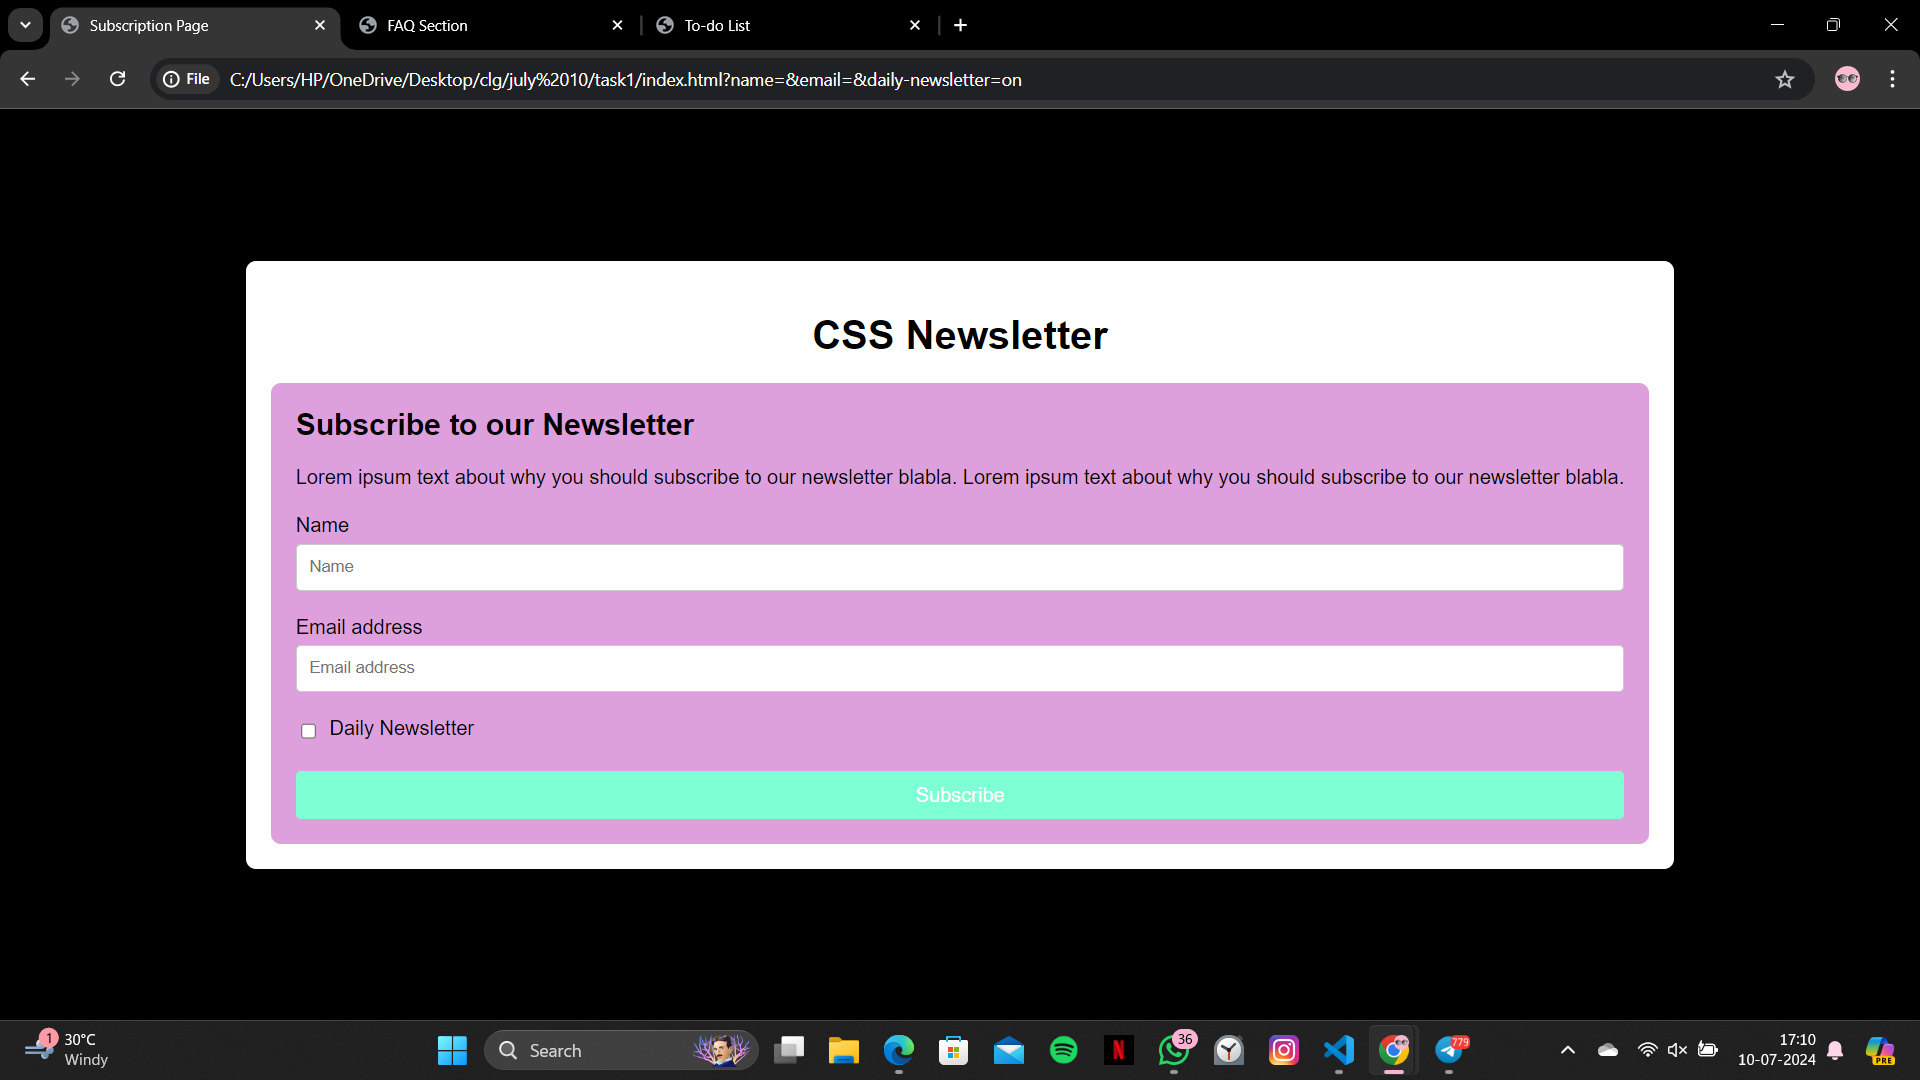 Subscription Page
FAQ Section
To-do List
File
C:/Users/HP/OneDrive/Desktop/clg/july%2010/task1/index.html?name=&email=&daily-newsletter=on
CSS Newsletter
Subscribe to our Newsletter
Lorem ipsum text about why you should subscribe to our newsletter blabla. Lorem ipsum text about why you should subscribe to our newsletter blabla.
Name
Name
Email address
Email address
Daily Newsletter
Subscribe
1
30°C
Windy
Search
N
36
779
17:10
10-07-2024
PRE